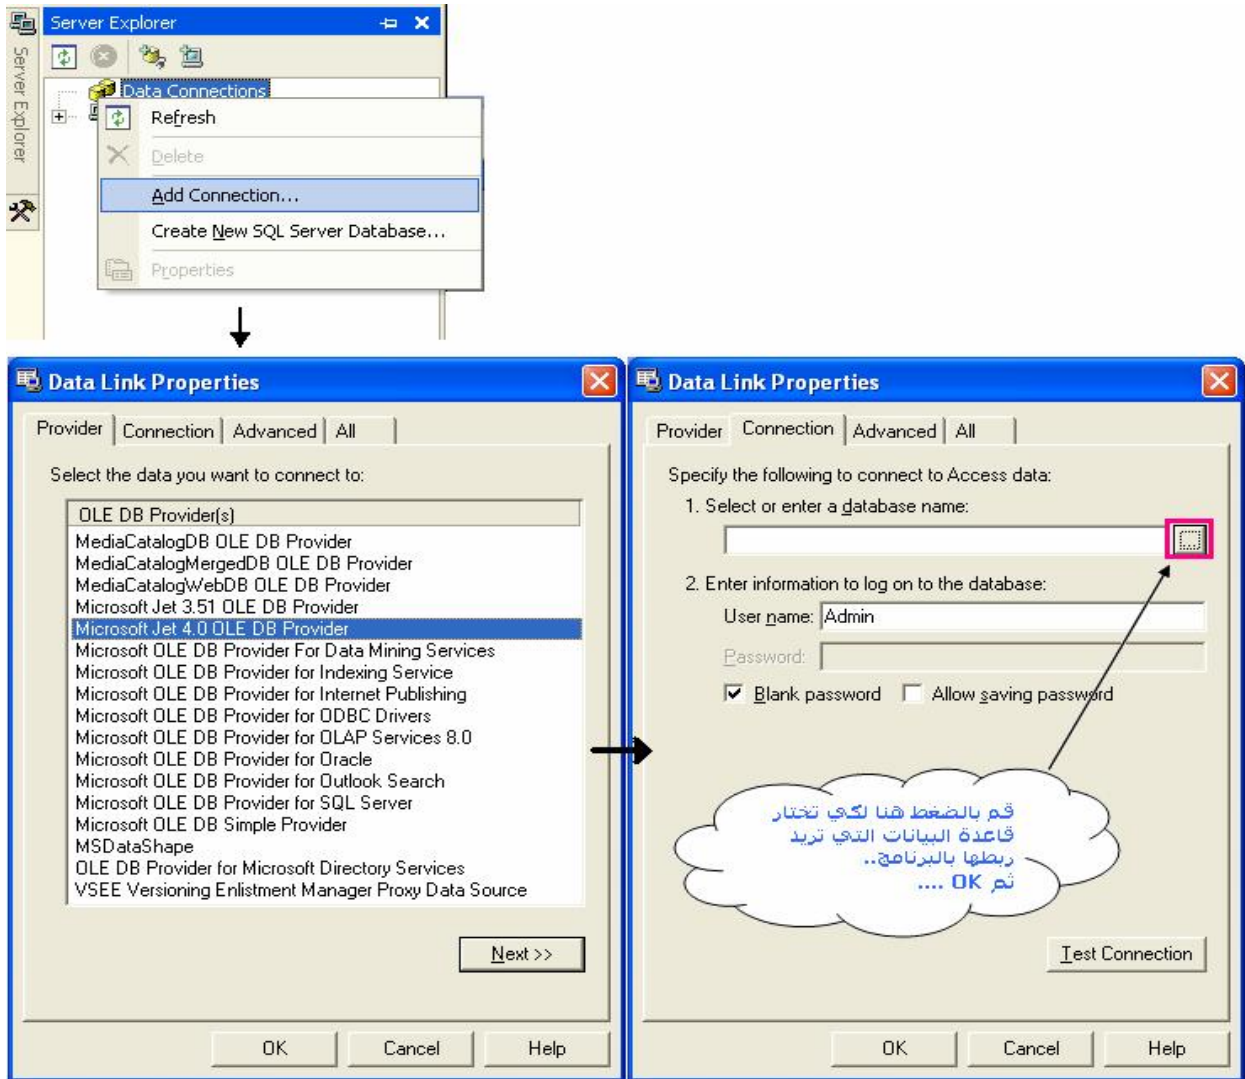 Server Explorer
Server Explorer
Data Connections
Refresh
Delete
Add Connection...
Create New SQL Server Database...
Properties
Data Link Properties
Provider Connection Advanced All
Select the data you want to connect to:
OLE DB Provider(s)
MediaCatalogDB OLE DB Provider
MediaCatalogMergedDB OLE DB Provider
MediaCatalogWebDB OLE DB Provider
Microsoft Jet 3.51 OLE DB Provider
Microsoft Jet 4.0 OLE DB Provider
Microsoft OLE DB Provider For Data Mining Services
Microsoft OLE DB Provider for Indexing Service
Microsoft OLE DB Provider for Internet Publishing
Microsoft OLE DB Provider for ODBC Drivers
Microsoft OLE DB Provider for OLAP Services 8.0
Microsoft OLE DB Provider for Oracle
Microsoft OLE DB Provider for Outlook Search
Microsoft OLE DB Provider for SQL Server
Microsoft OLE DB Simple Provider
MSDataShape
OLE DB Provider for Microsoft Directory Services
VSEE Versioning Enlistment Manager Proxy Data Source
Next >>
OK Cancel Help
Data Link Properties
Provider Connection Advanced All
Specify the following to connect to Access data:
1. Select or enter a database name:
...
2. Enter information to log on to the database:
User name: Admin
Password:
Blank password Allow saving password
قم بالضغط هنا لكي تختار
قاعدة البيانات التي تريد
ربطها بالبرنامج..
ثم OK ....
Test Connection
OK Cancel Help